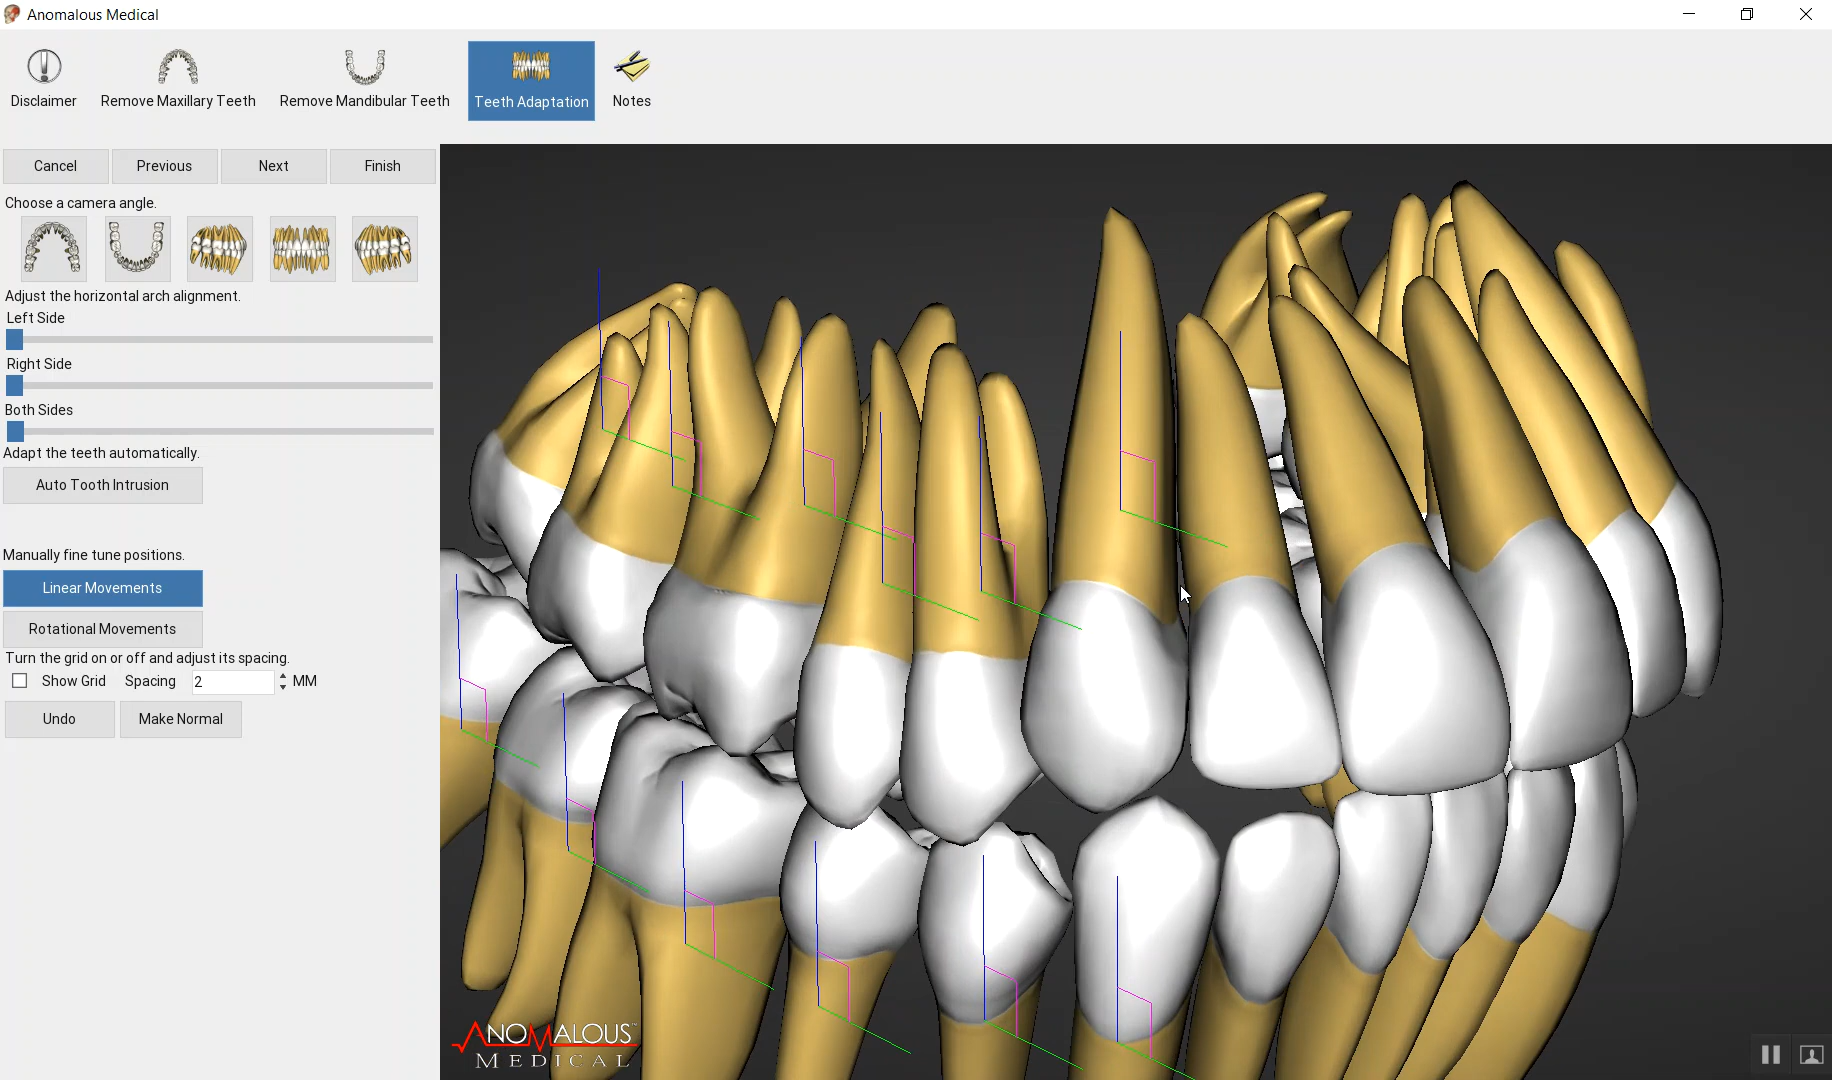 Anomalous Medical
Disclaimer
Remove Maxillary Teeth
Remove Mandibular Teeth
Teeth Adaptation
Notes
Cancel
Previous
Next
Finish
Choose a camera angle.
Adjust the horizontal arch alignment.
Left Side
Right Side
Both Sides
Adapt the teeth automatically.
Auto Tooth Intrusion
Manually fine tune positions.
Linear Movements
Rotational Movements
Turn the grid on or off and adjust its spacing.
Show Grid Spacing 2 MM
Undo
Make Normal
ANOMALOUS™
MEDICAL